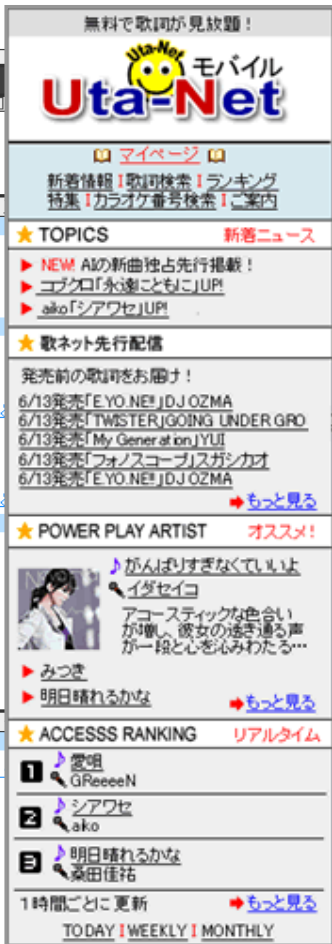 無料で歌詞が見放題！
Uta-Net モバイル
マイページ
新着情報 I 歌詞検索 I ランキング
特集 I カラオケ番号検索 I ご案内
★ TOPICS 新着ニュース
▶ NEW! AIの新曲独占先行掲載！
▶ コブクロ「永遠にともに」UP!
▶ aiko「シアワセ」UP!
★ 歌ネット先行配信
発売前の歌詞をお届け！
6/13発売「E.YO.NE!!」DJ OZMA
6/13発売「TWISTER」GOING UNDER GRO
6/13発売「My Generation」YUI
6/13発売「フォノスコープ」スガシカオ
6/13発売「E.YO.NE!!」DJ OZMA
➡もっと見る
★ POWER PLAY ARTIST オススメ！
♪がんばりすぎなくていいよ
イダセイコ
アコースティックな色合い
が増し、彼女の透き通る声
が一段と心を沁みわたる…
▶ みつき
▶ 明日晴れるかな
➡もっと見る
★ ACCESSS RANKING リアルタイム
1 ♪愛唄
GReeeeN
2 ♪シアワセ
aiko
3 ♪明日晴れるかな
桑田佳祐
1時間ごとに更新 ➡もっと見る
TODAY I WEEKLY I MONTHLY